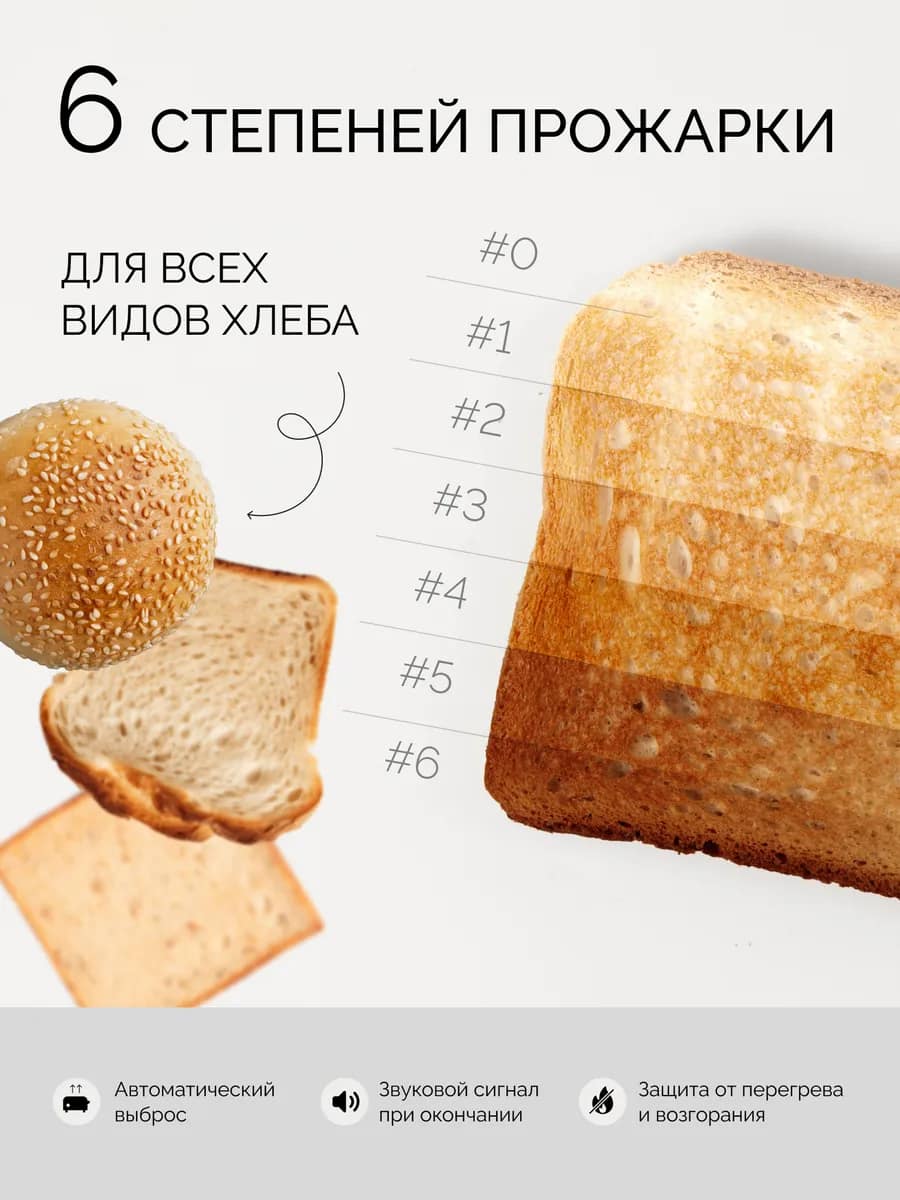 6 СТЕПЕНЕЙ ПРОЖАРКИ
ДЛЯ ВСЕХ
ВИДОВ ХЛЕБА
#0
#1
#2
#3
#4
#5
#6
Автоматический
выброс
Звуковой сигнал
при окончании
Защита от перегрева
и возгорания